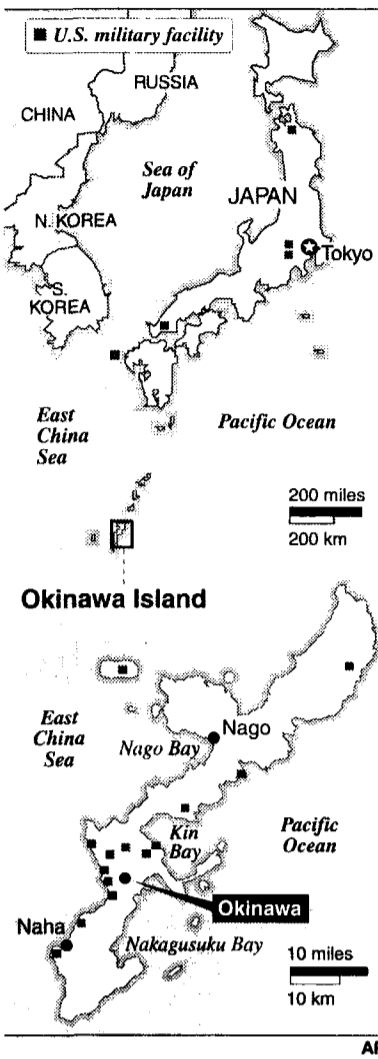 U.S. military facility
RUSSIA
CHINA
Sea of
Japan
JAPAN
N. KOREA
Tokyo
S.
KOREA
East
China
Sea
Pacific Ocean
200 miles
200 km
Okinawa Island
East
China
Sea
Nago
Nago Bay
Kin
Bay
Pacific
Ocean
Okinawa
Naha
Nakagusuku Bay
10 miles
10 km